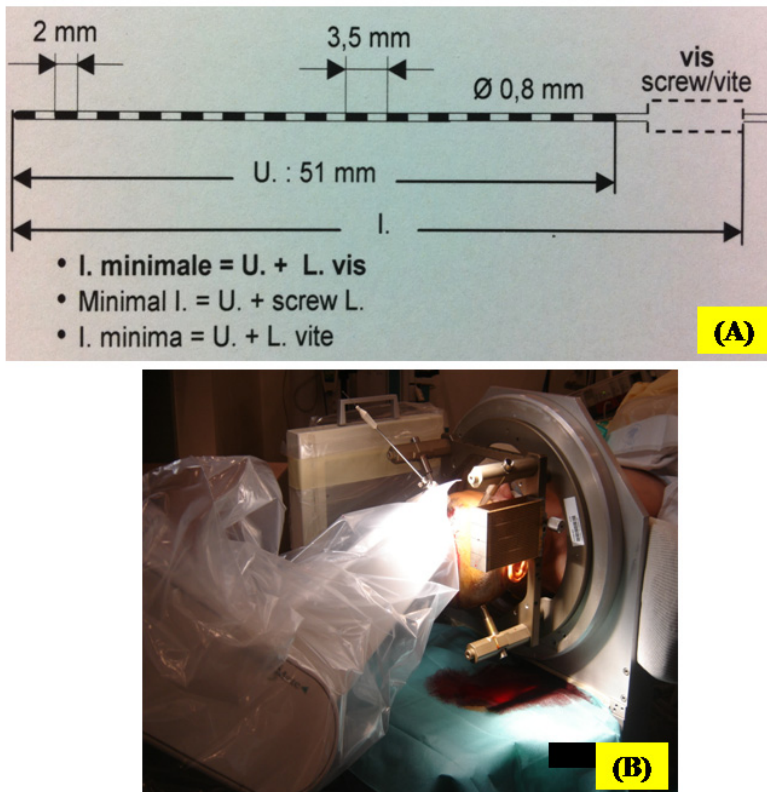 2 mm
3,5 mm
vis
screw/vite
Ø 0,8 mm
U. : 51 mm
I.
• I. minimale = U. + L. vis
• Minimal I. = U. + screw L.
• I. minima = U. + L. vite
(A)
(B)